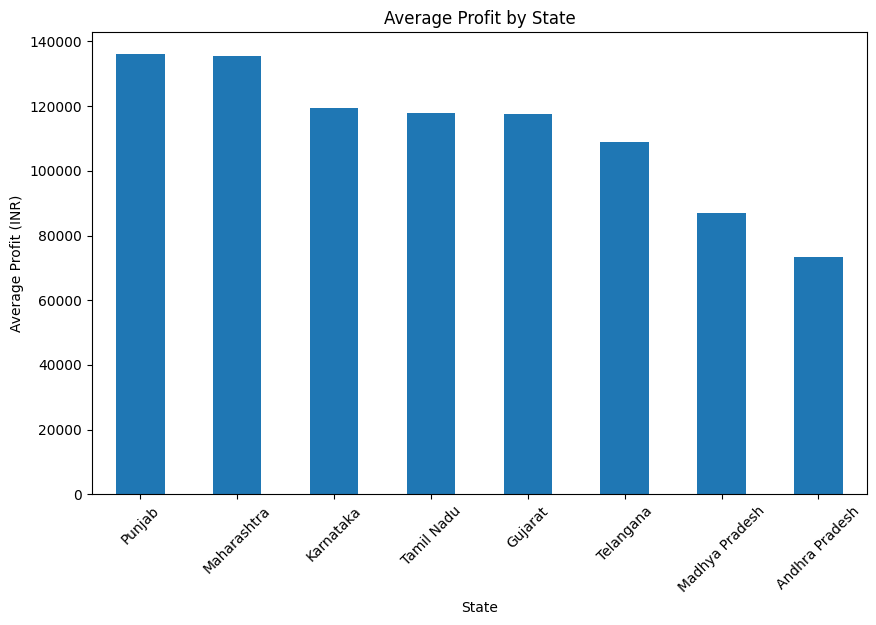 Average Profit by State
Average Profit (INR)
140000
120000
100000
80000
60000
40000
20000
0
Punjab
Maharashtra
Karnataka
Tamil Nadu
Gujarat
Telangana
Madhya Pradesh
Andhra Pradesh
State